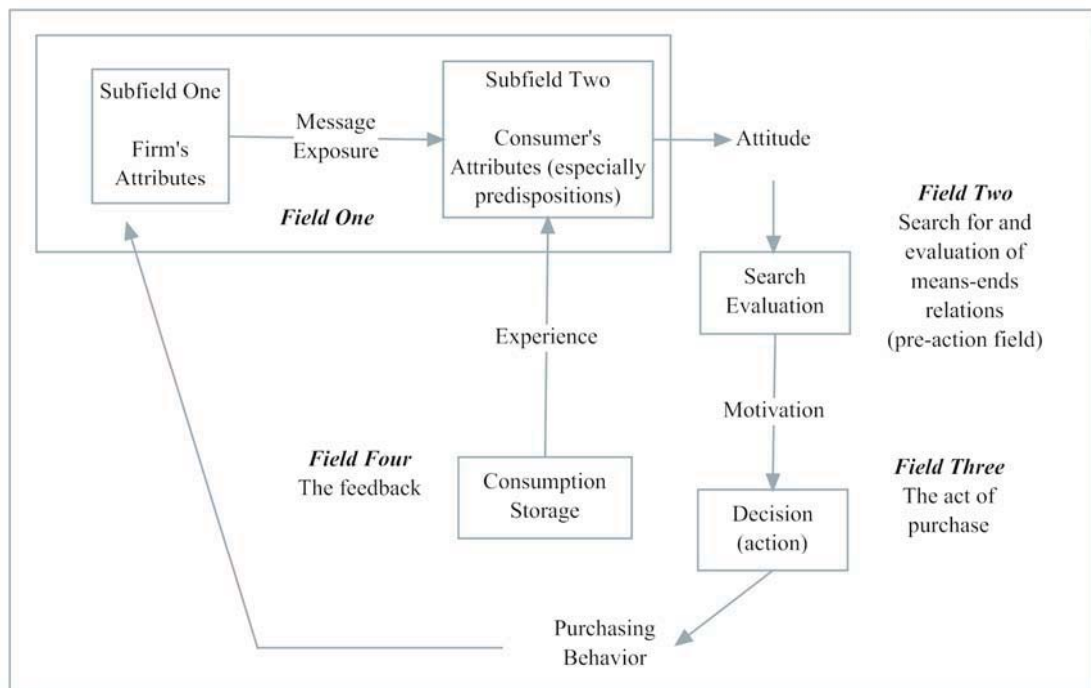 Subfield One
Firm's
Attributes
Message
Exposure
Subfield Two
Consumer's
Attributes (especially
predispositions)
Field One
Attitude
Field Two
Search for and
evaluation of
means-ends
relations
(pre-action field)
Search
Evaluation
Experience
Motivation
Field Four
The feedback
Consumption
Storage
Field Three
The act of
purchase
Decision
(action)
Purchasing
Behavior